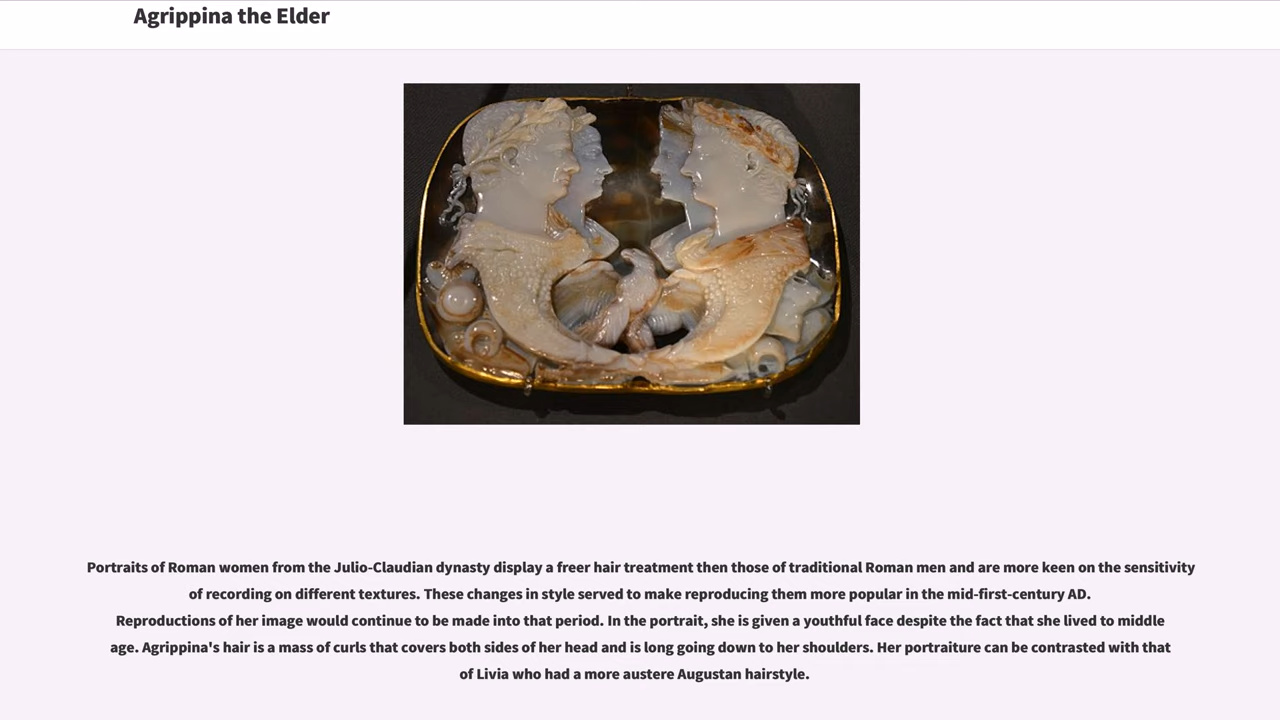 Agrippina the Elder
Portraits of Roman women from the Julio-Claudian dynasty display a freer hair treatment then those of traditional Roman men and are more keen on the sensitivity
of recording on different textures. These changes in style served to make reproducing them more popular in the mid-first-century AD.
Reproductions of her image would continue to be made into that period. In the portrait, she is given a youthful face despite the fact that she lived to middle
age. Agrippina's hair is a mass of curls that covers both sides of her head and is long going down to her shoulders. Her portraiture can be contrasted with that
of Livia who had a more austere Augustan hairstyle.